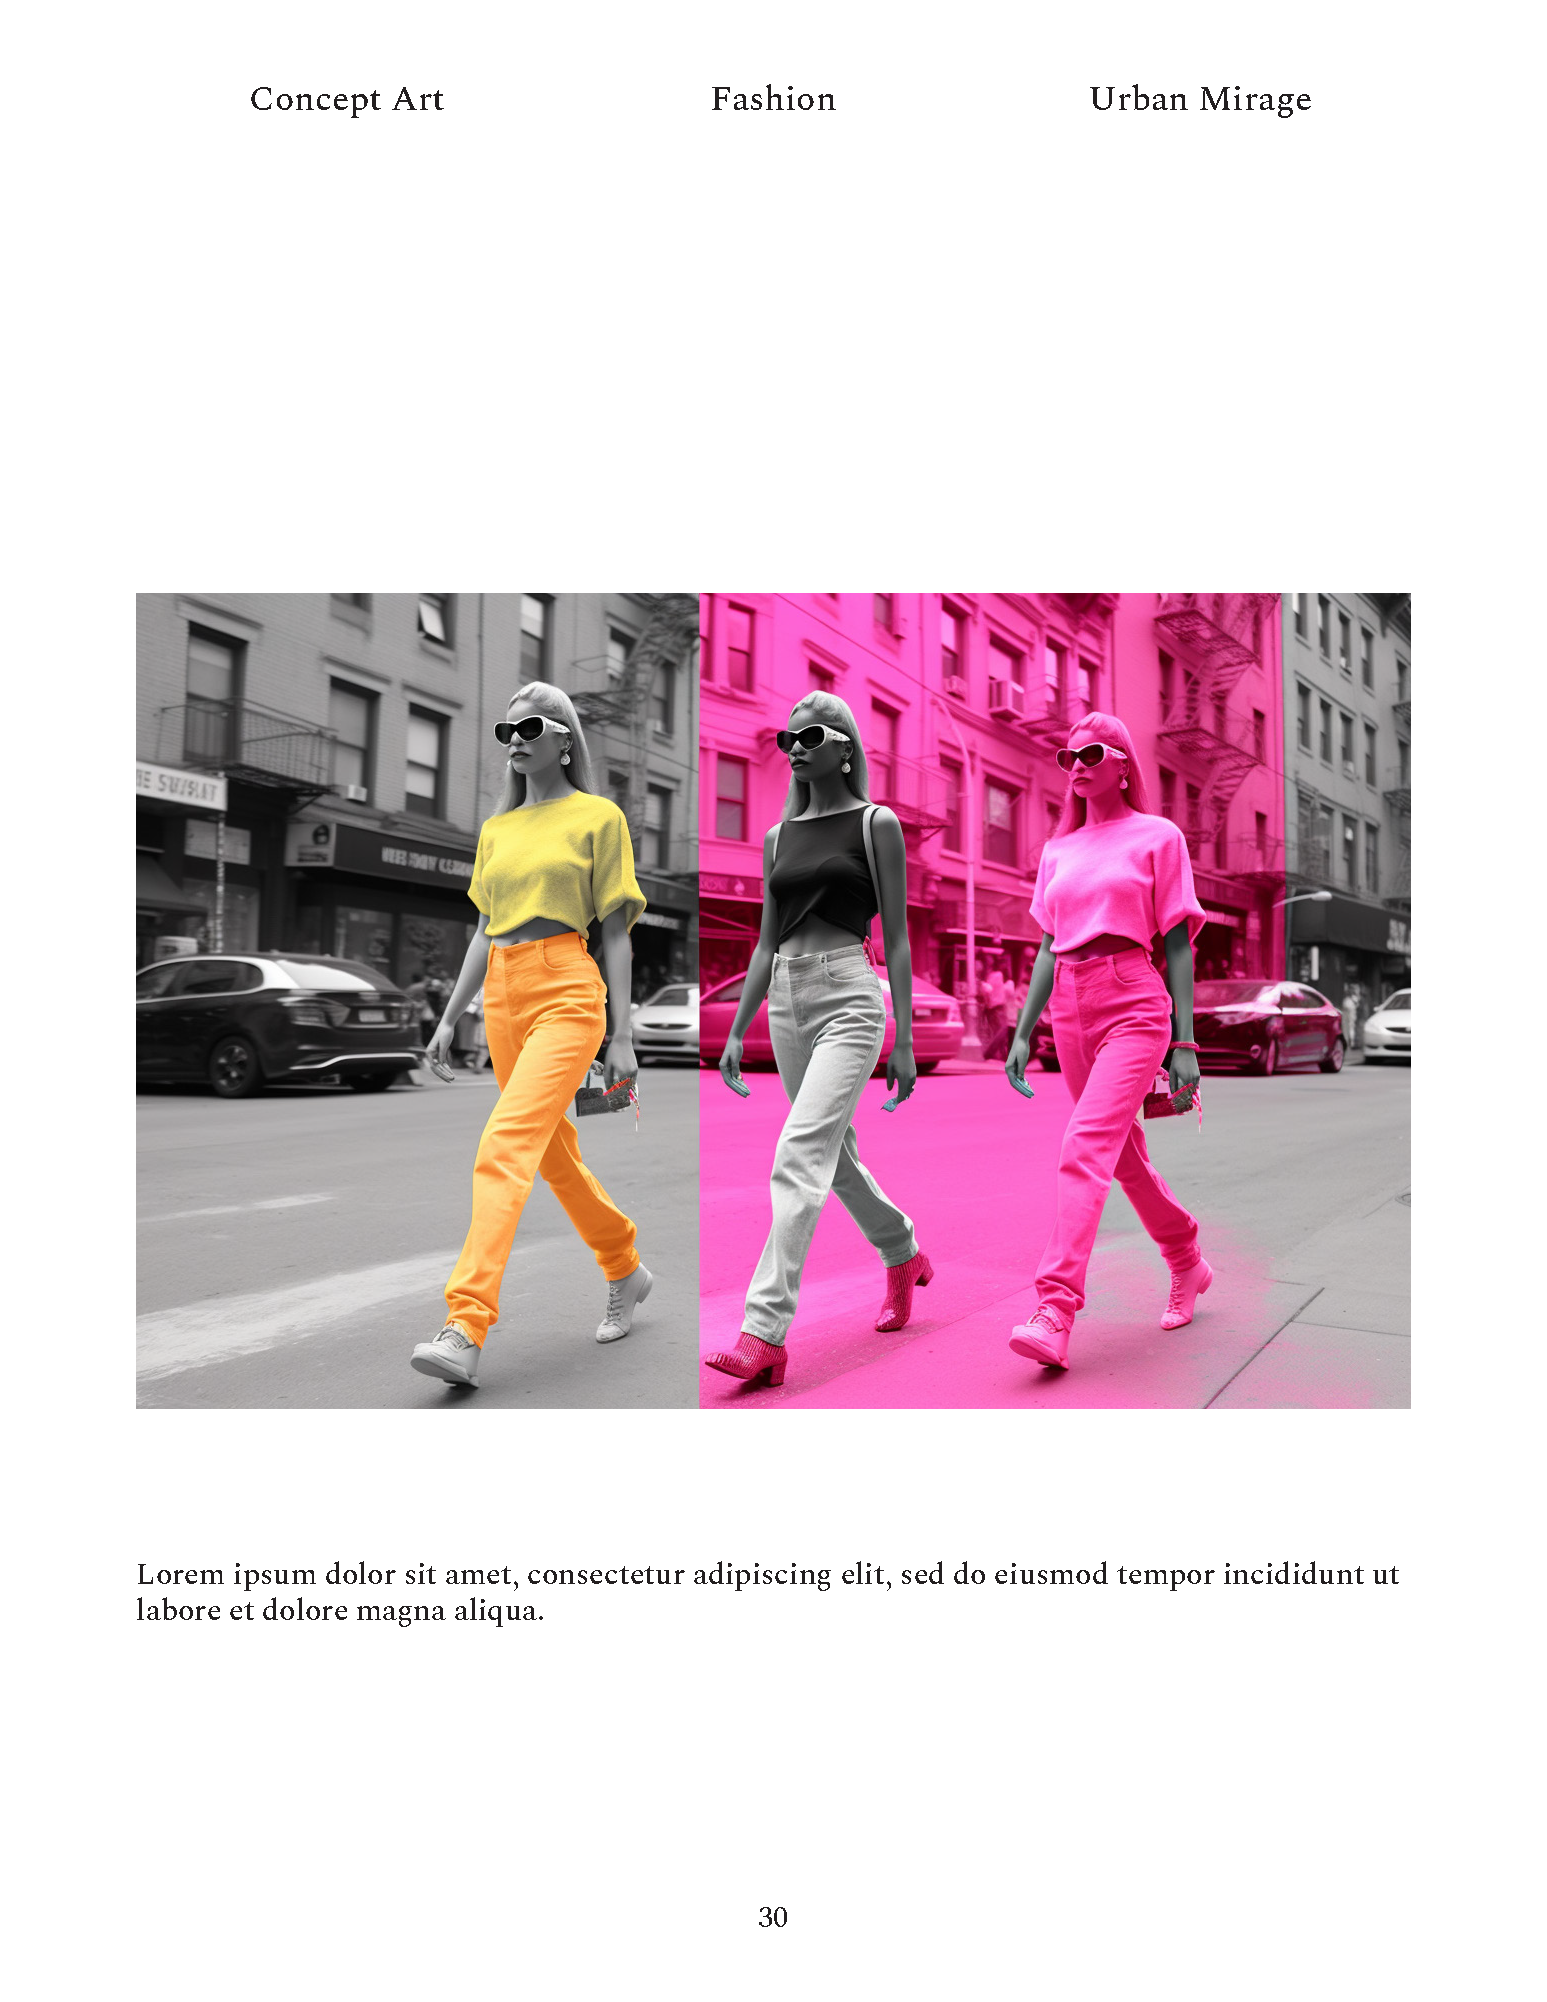 Concept Art Fashion Urban Mirage
Lorem ipsum dolor sit amet, consectetur adipiscing elit, sed do eiusmod tempor incididunt ut
labore et dolore magna aliqua.
30